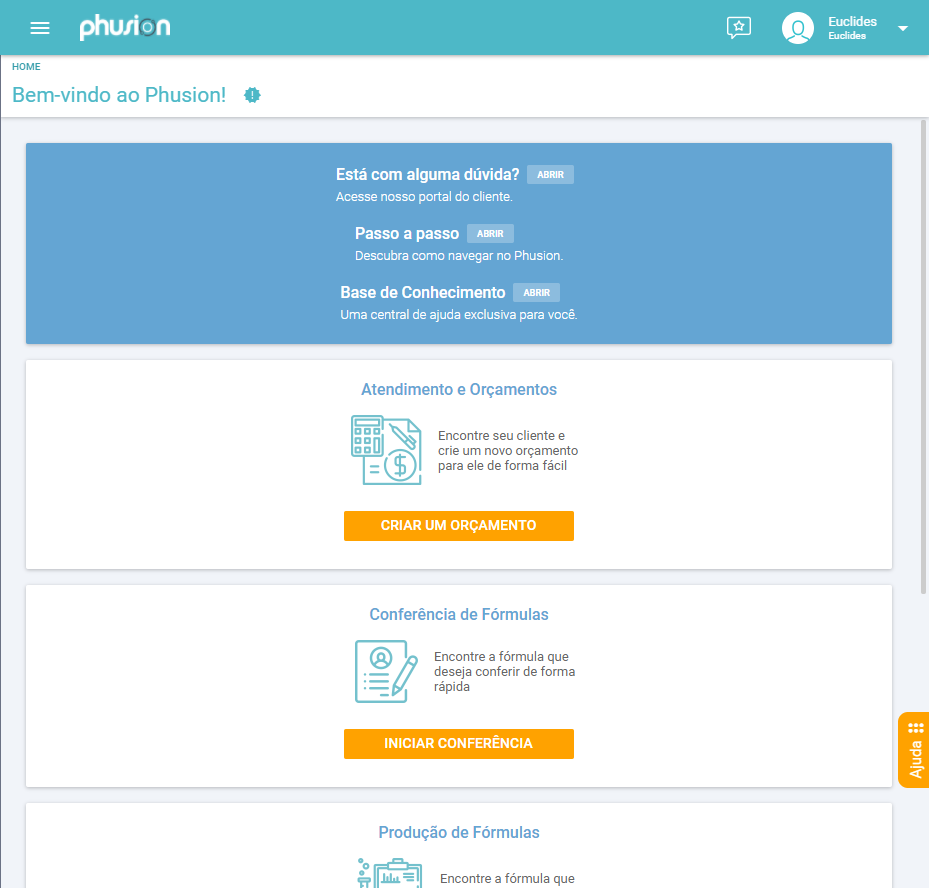 phusion
Euclides
Euclides
HOME
Bem-vindo ao Phusion!
Está com alguma dúvida? ABRIR
Acesse nosso portal do cliente.
Passo a passo ABRIR
Descubra como navegar no Phusion.
Base de Conhecimento ABRIR
Uma central de ajuda exclusiva para você.
Atendimento e Orçamentos
Encontre seu cliente e
crie um novo orçamento
para ele de forma fácil
CRIAR UM ORÇAMENTO
Conferência de Fórmulas
Encontre a fórmula que
deseja conferir de forma
rápida
INICIAR CONFERÊNCIA
Ajuda
Produção de Fórmulas
Encontre a fórmula que